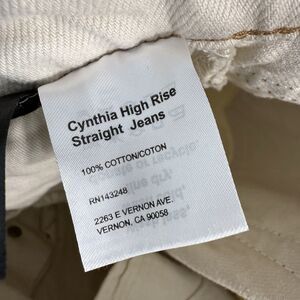 Cynthia High Rise
Straight Jeans
100% COTTON/COTON
RN143248
2263 E VERNON AVE.
VERNON, CA 90058